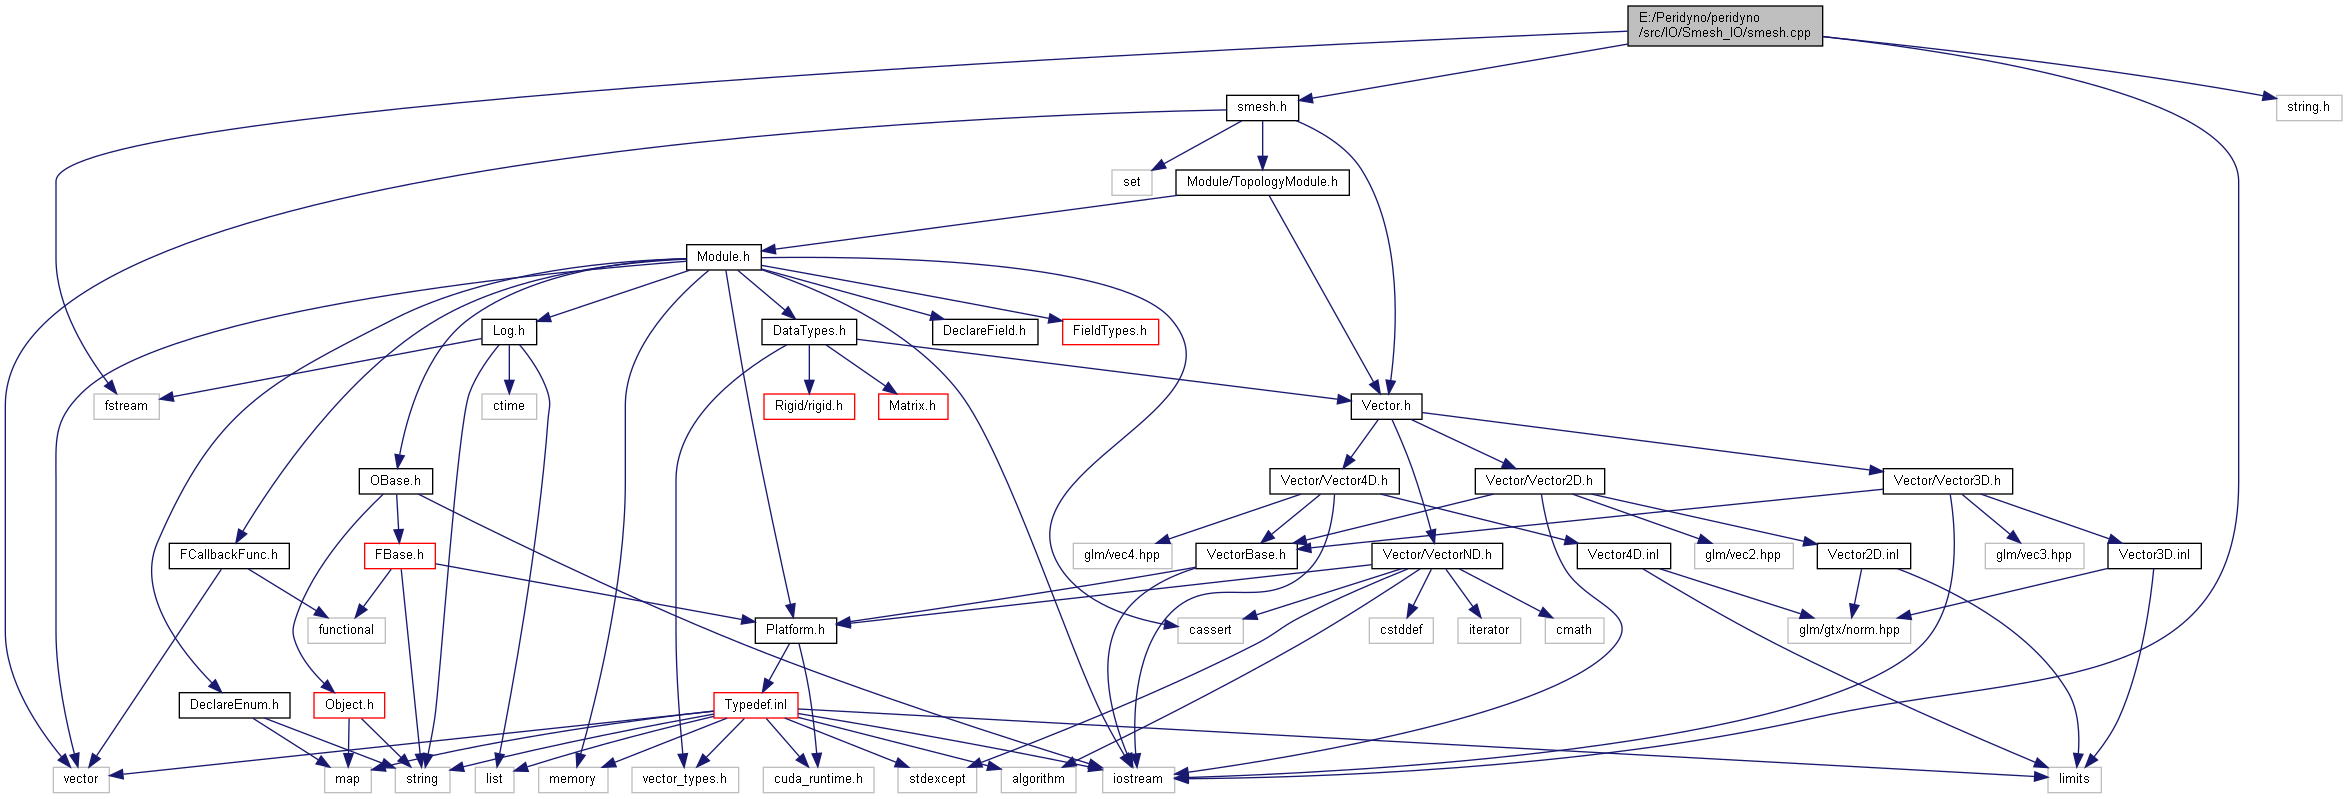 E:/Peridyno/peridyno
/src/IO/Smesh_IO/smesh.cpp
smesh.h
string.h
set
Module/TopologyModule.h
Module.h
Log.h
DataTypes.h
DeclareField.h
FieldTypes.h
fstream
ctime
Rigid/rigid.h
Matrix.h
Vector.h
OBase.h
Vector/Vector4D.h
Vector/Vector2D.h
Vector/Vector3D.h
FCallbackFunc.h
FBase.h
glm/vec4.hpp
VectorBase.h
Vector/VectorND.h
Vector4D.inl
glm/vec2.hpp
Vector2D.inl
glm/vec3.hpp
Vector3D.inl
functional
Platform.h
cassert
cstddef
iterator
cmath
glm/gtx/norm.hpp
DeclareEnum.h
Object.h
Typedef.inl
vector
map
string
list
memory
vector_types.h
cuda_runtime.h
stdexcept
algorithm
iostream
limits